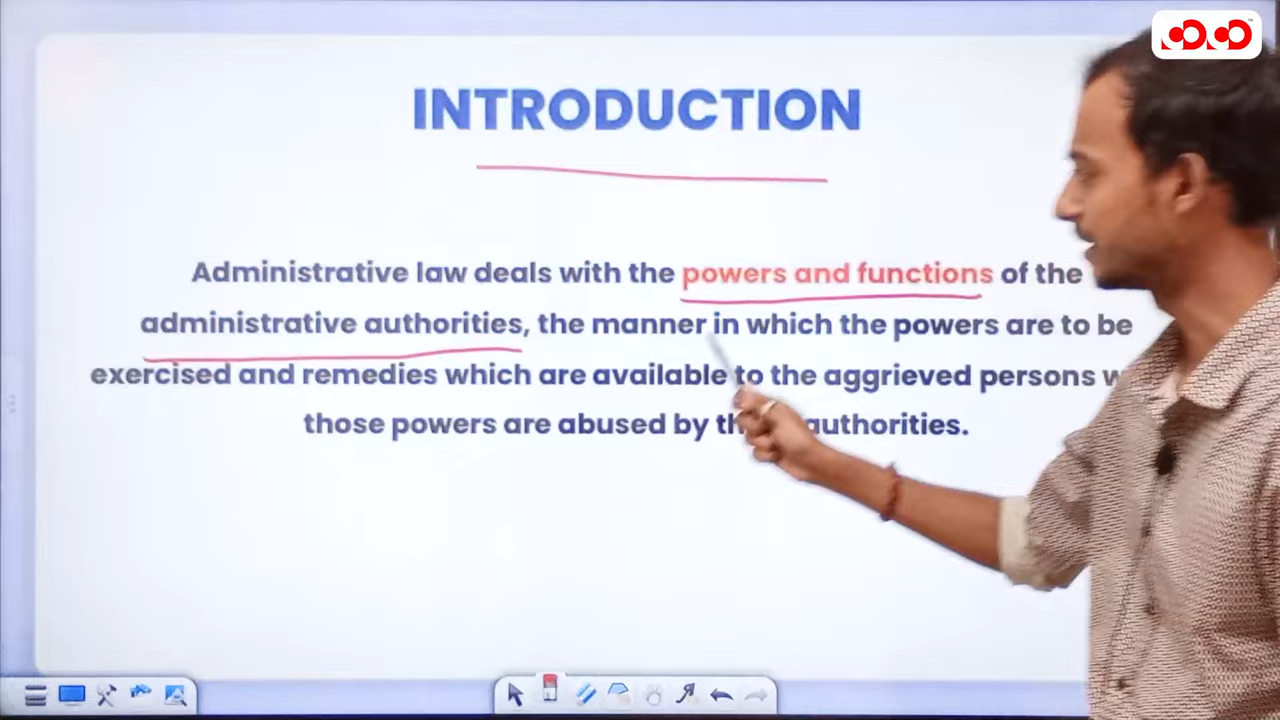 INTRODUCTION
Administrative law deals with the powers and functions of the
administrative authorities, the manner in which the powers are to be
exercised and remedies which are available to the aggrieved persons
those powers are abused by authorities.